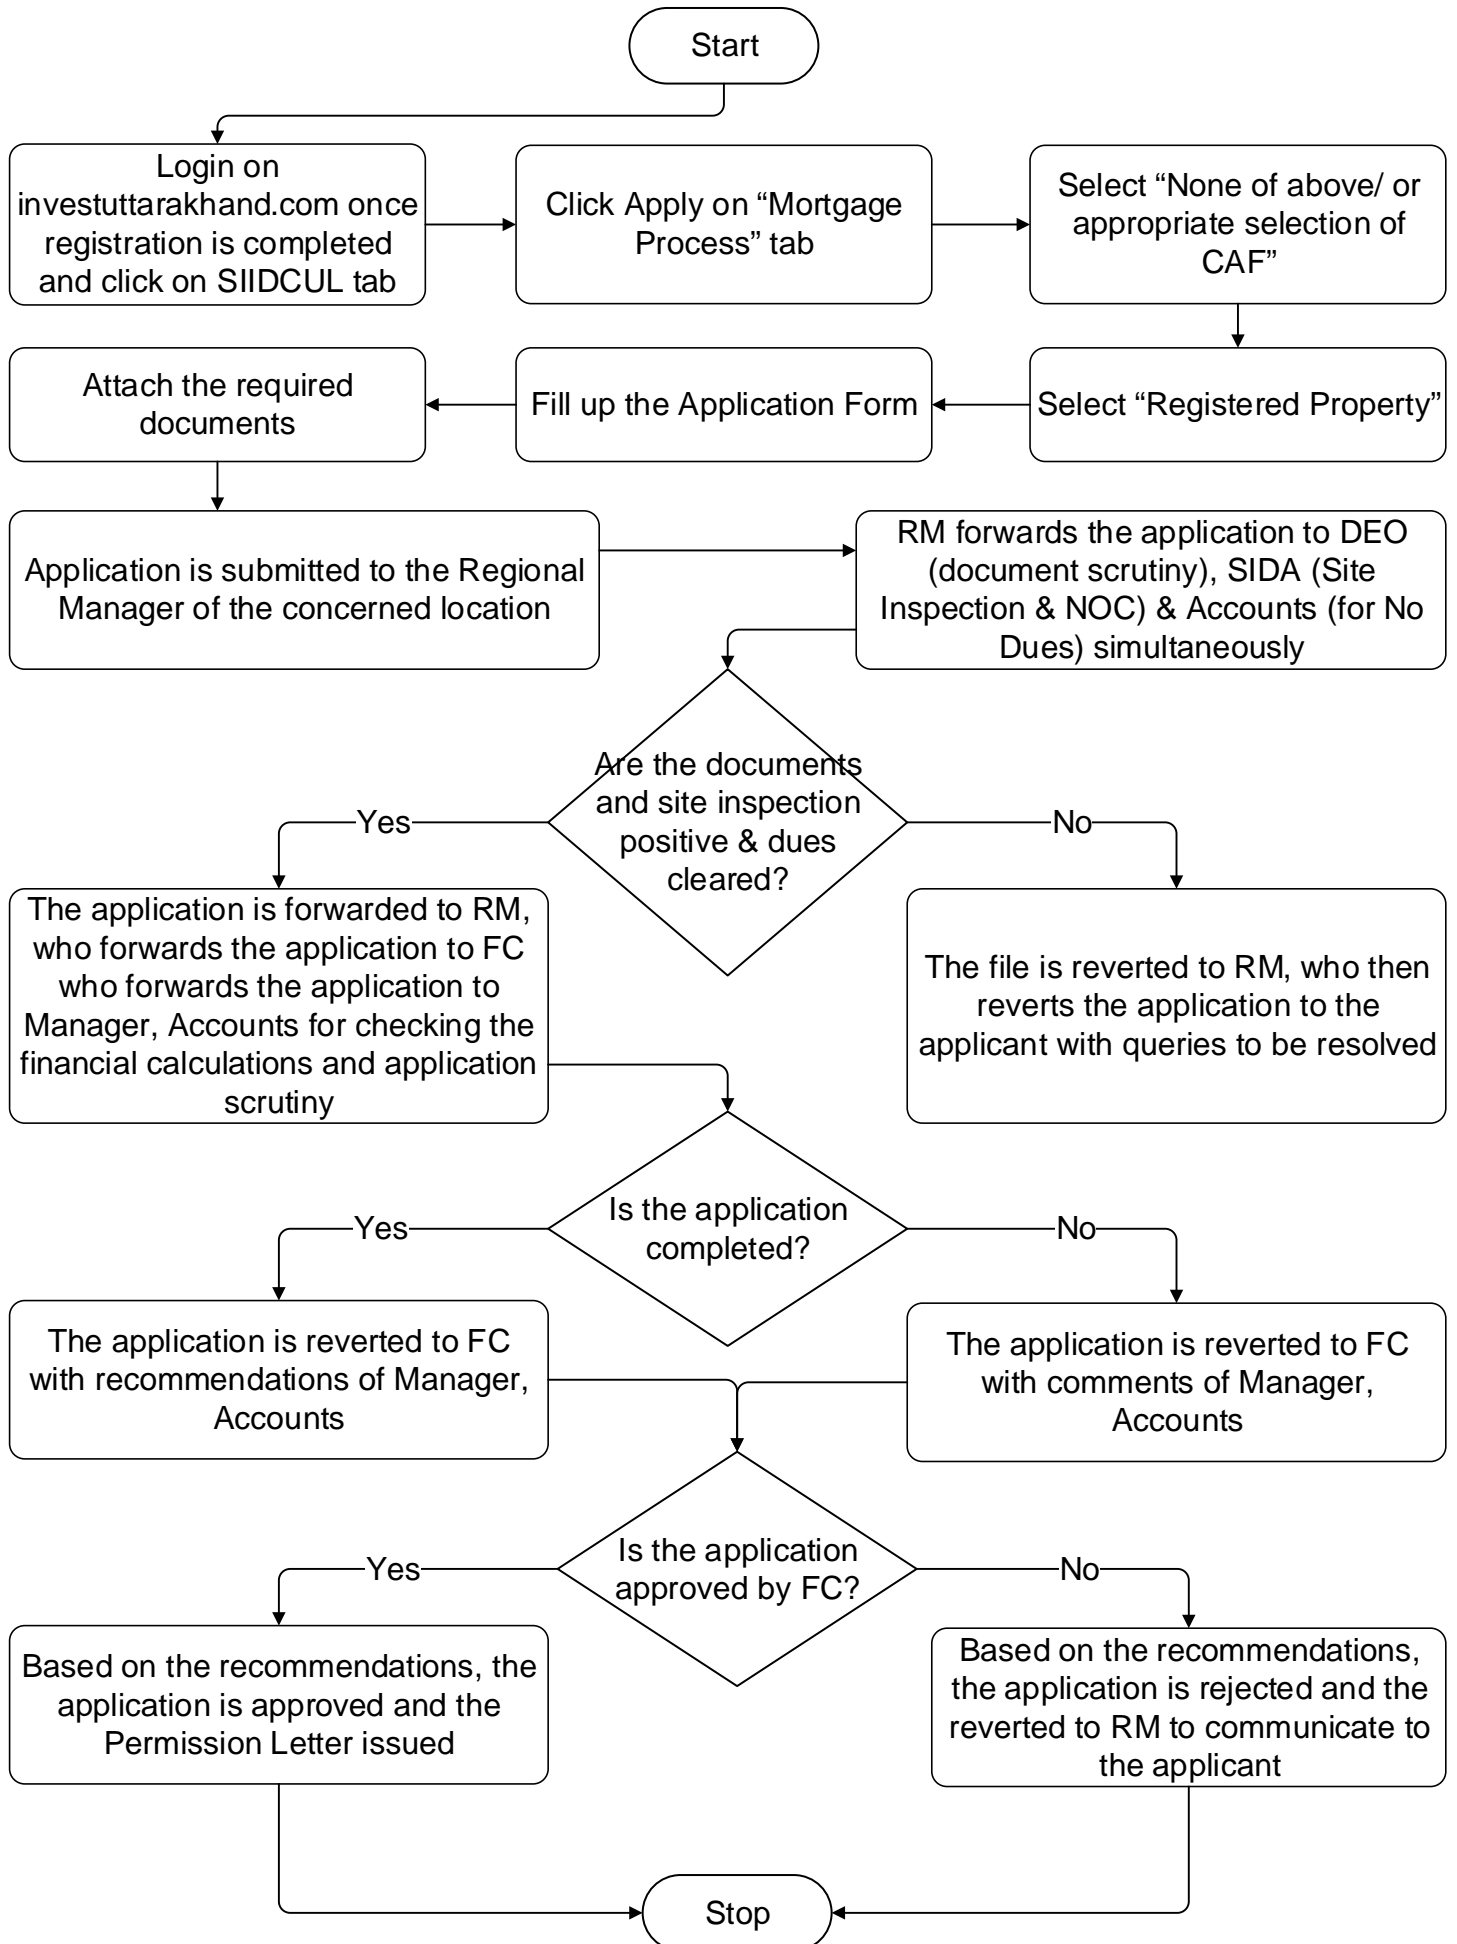 Start
Login on
investuttarakhand.com once
registration is completed
and click on SIIDCUL tab
Click Apply on “Mortgage
Process” tab
Select “None of above/ or
appropriate selection of
CAF”
Select “Registered Property”
Fill up the Application Form
Attach the required
documents
Application is submitted to the Regional
Manager of the concerned location
RM forwards the application to DEO
(document scrutiny), SIDA (Site
Inspection & NOC) & Accounts (for No
Dues) simultaneously
Are the documents
and site inspection
positive & dues
cleared?
Yes
No
The application is forwarded to RM,
who forwards the application to FC
who forwards the application to
Manager, Accounts for checking the
financial calculations and application
scrutiny
The file is reverted to RM, who then
reverts the application to the
applicant with queries to be resolved
Is the application
completed?
Yes
No
The application is reverted to FC
with recommendations of Manager,
Accounts
The application is reverted to FC
with comments of Manager,
Accounts
Is the application
approved by FC?
Yes
No
Based on the recommendations, the
application is approved and the
Permission Letter issued
Based on the recommendations,
the application is rejected and the
reverted to RM to communicate to
the applicant
Stop